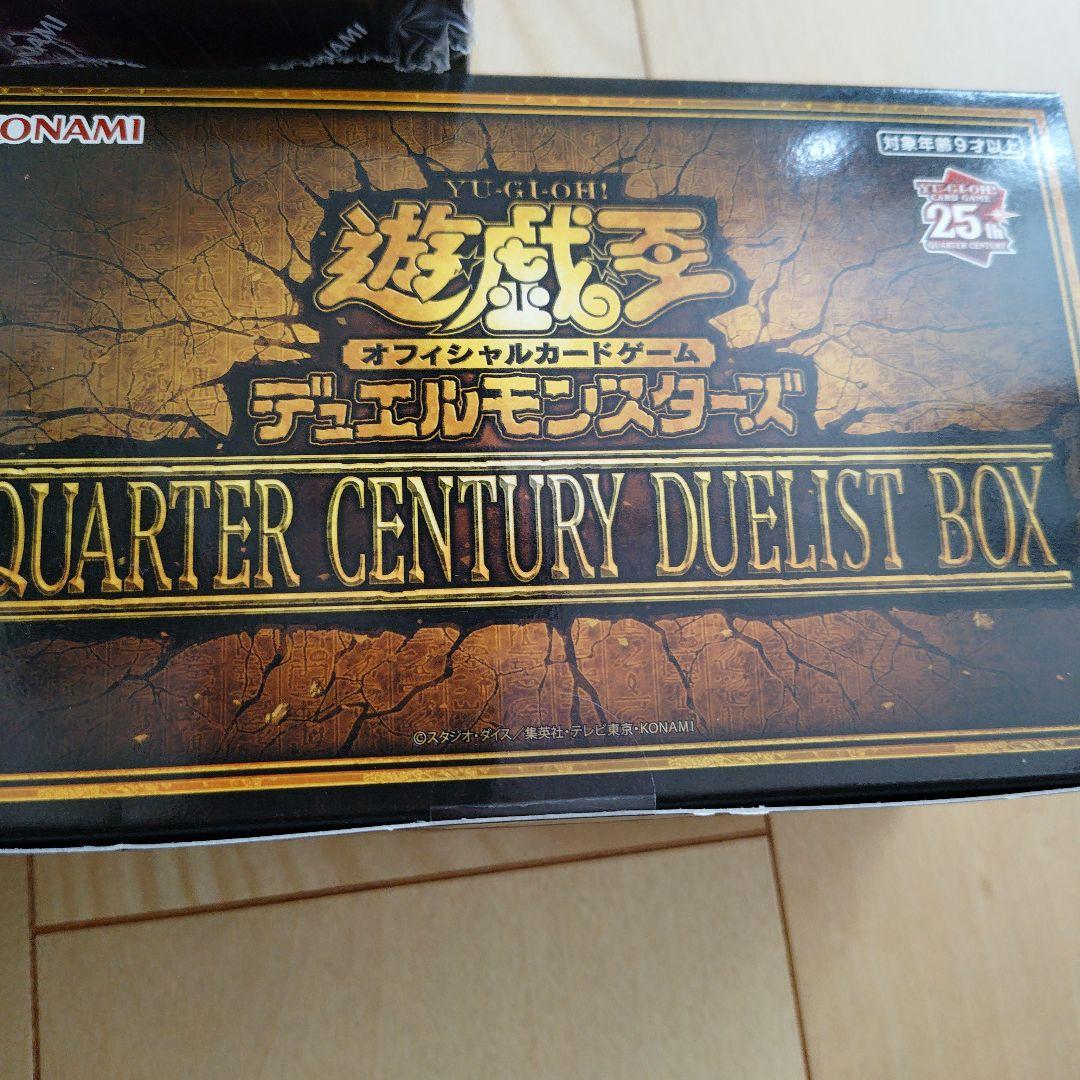 KONAMI
KONAMI
KONAMI
対象年齢9才以上
YU-GI-OH!
CARD GAME
25th
QUARTER CENTURY
YU-GI-OH!
遊戯王
オフィシャルカードゲーム
デュエルモンスターズ
QUARTER CENTURY DUELIST BOX
©スタジオ・ダイス／集英社・テレビ東京・KONAMI